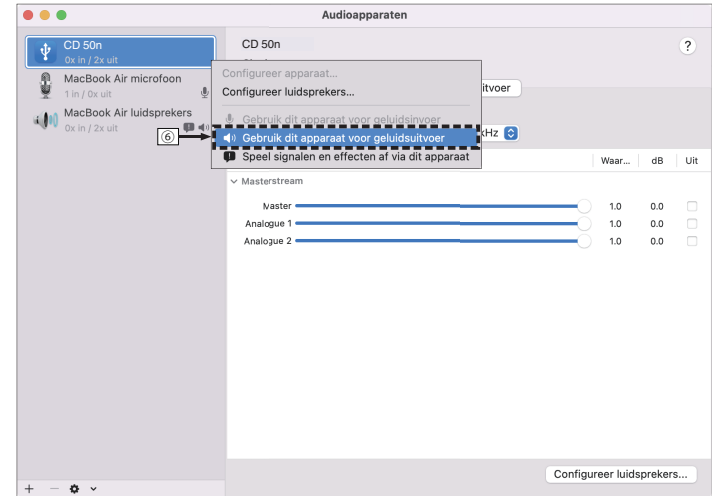 Audioapparaten
CD 50n
0x in / 2x uit
MacBook Air microfoon
1 in / 0x uit
MacBook Air luidsprekers
0x in / 2x uit
⑥
CD 50n
?
Configureer apparaat...
Configureer luidsprekers...
Gebruik dit apparaat voor geluidsinvoer
Gebruik dit apparaat voor geluidsuitvoer
Speel signalen en effecten af via dit apparaat
itvoer
kHz
Waar... dB Uit
Masterstream
Master 1.0 0.0
Analogue 1 1.0 0.0
Analogue 2 1.0 0.0
Configureer luidsprekers...